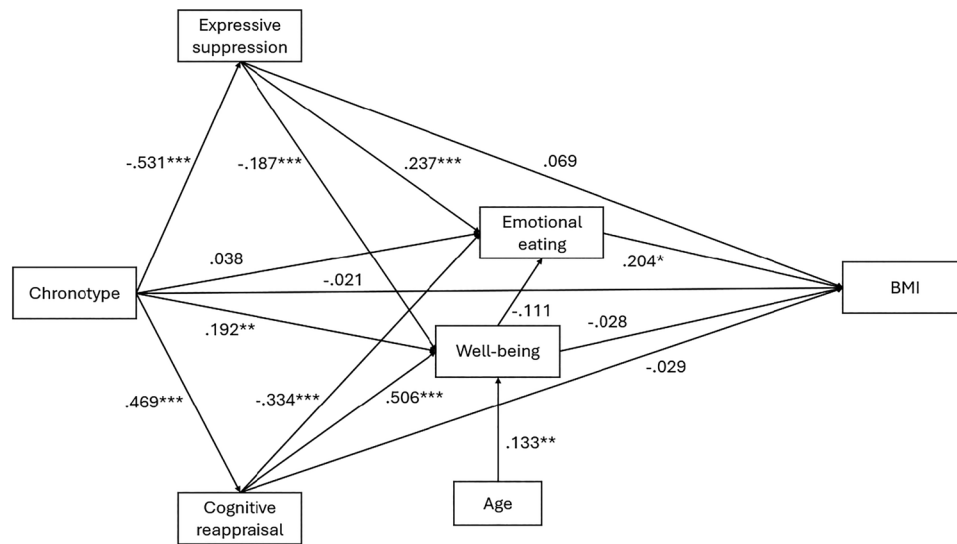 Expressive
suppression
-.531***
-.187***
.237***
.069
Emotional
eating
.038
-.021
.204*
Chronotype
BMI
-.111
-.028
.192**
Well-being
-.029
.469***
-.334***
.506***
.133**
Cognitive
reappraisal
Age